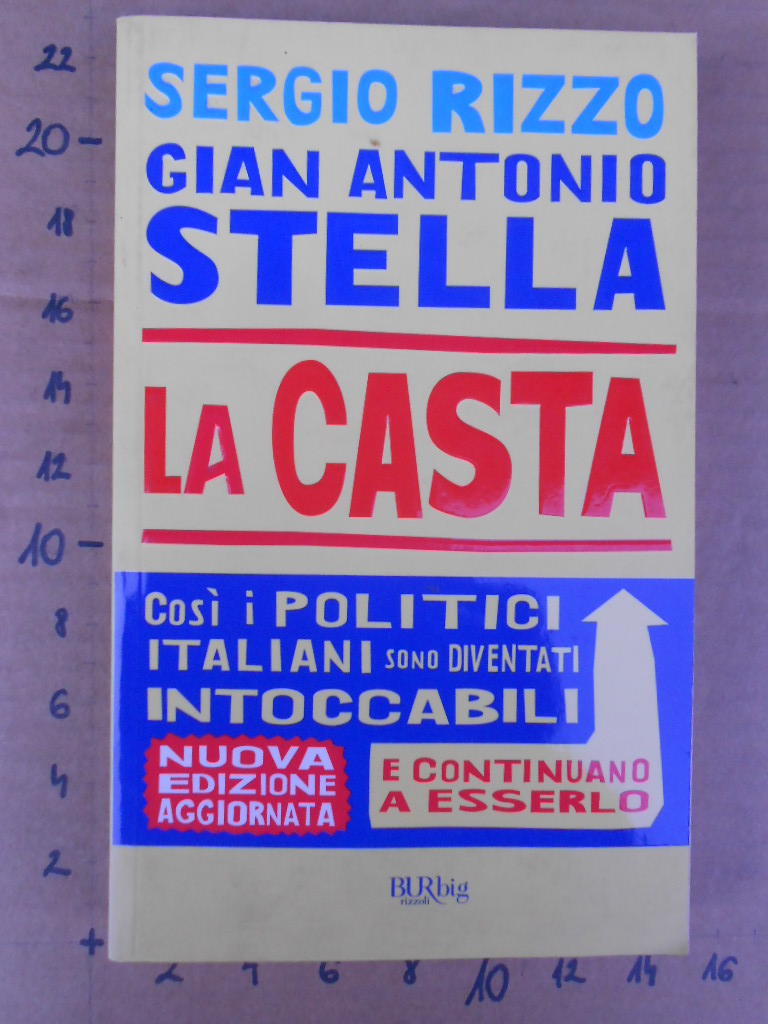 SERGIO RIZZO
GIAN ANTONIO
STELLA
LA CASTA
Così i POLITICI
ITALIANI SONO DIVENTATI
INTOCCABILI
NUOVA
EDIZIONE
AGGIORNATA
E CONTINUANO
A ESSERLO
BURbig
rizzoli
22
20
18
16
14
12
10
8
6
4
2
+
2
4
6
8
10
12
14
16